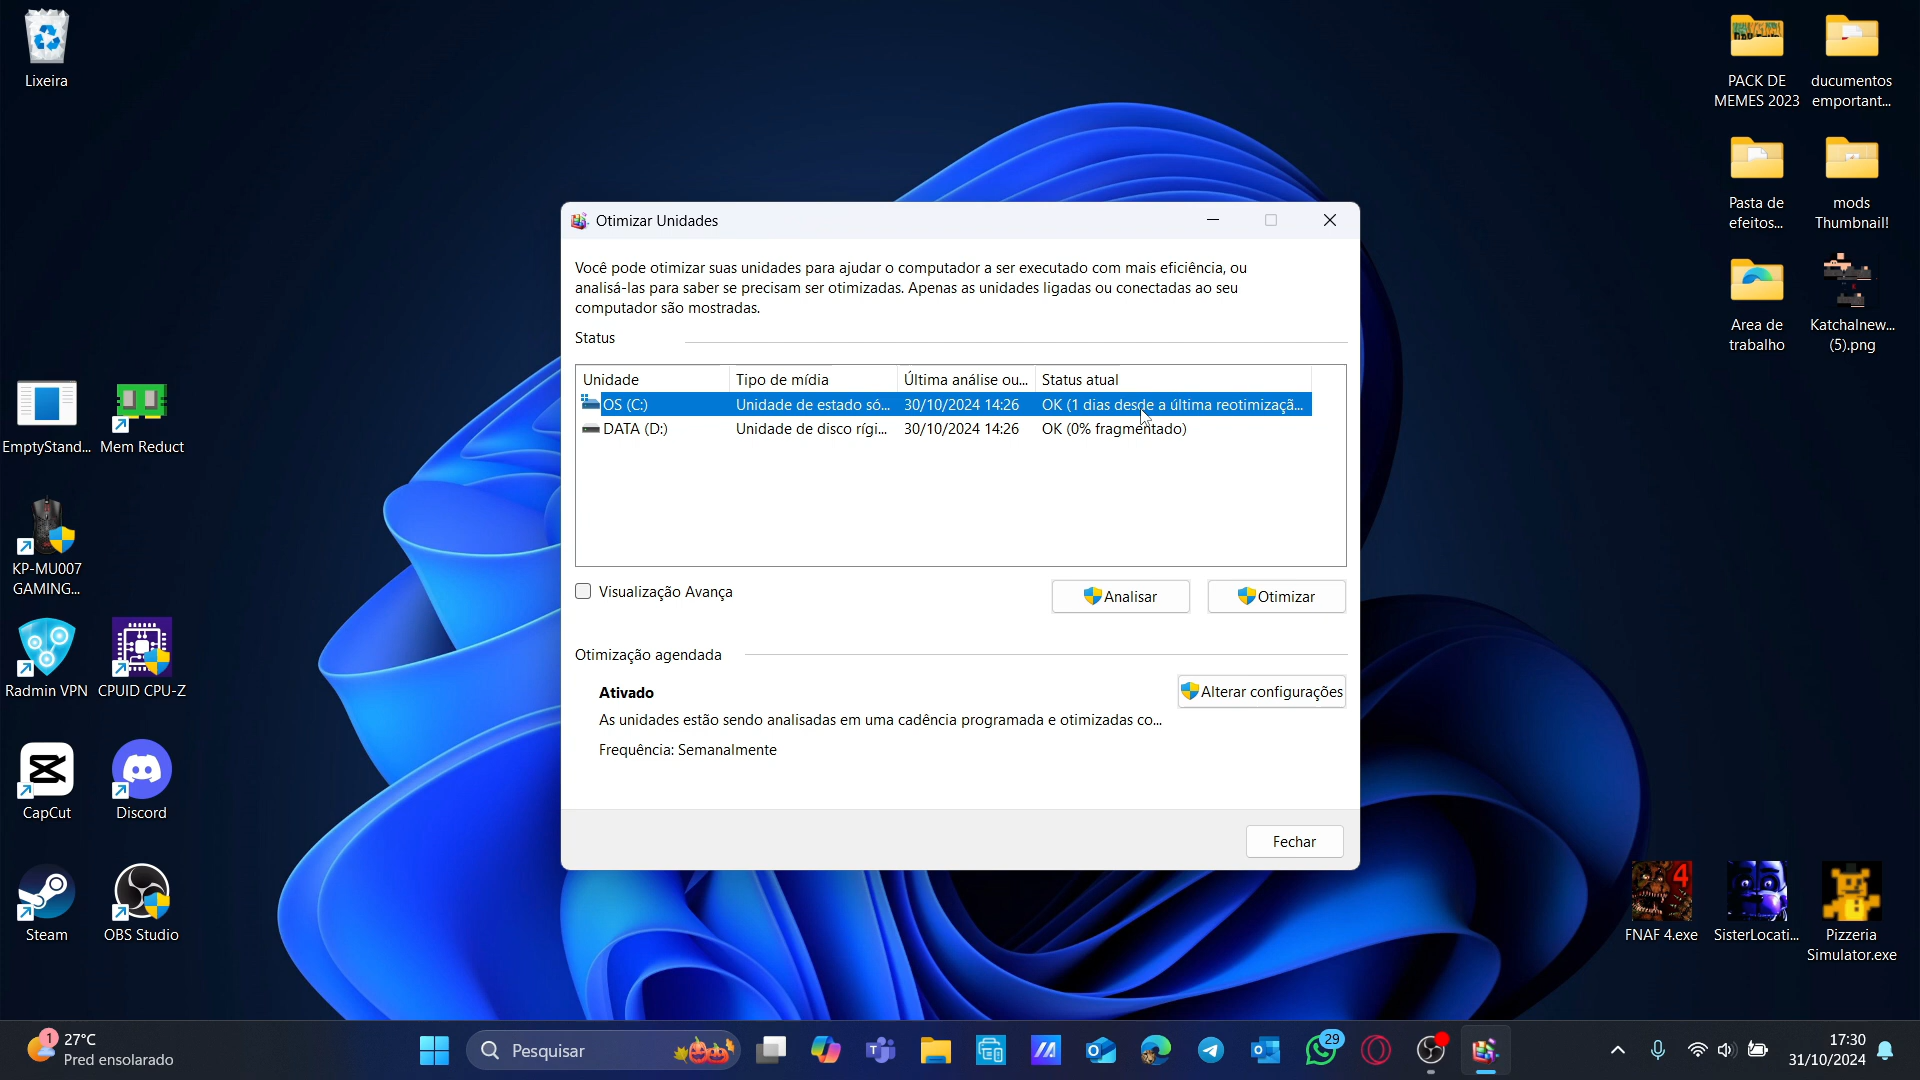 Lixeira
PACK DE
MEMES 2023
ducumentos
emportant...
Pasta de
efeitos...
mods
Thumbnail!
Area de
trabalho
Katchalnew...
(5).png
EmptyStand...
Mem Reduct
KP-MU007
GAMING...
Radmin VPN
CPUID CPU-Z
CapCut
Discord
Steam
OBS Studio
Otimizar Unidades
Você pode otimizar suas unidades para ajudar o computador a ser executado com mais eficiência, ou
analisá-las para saber se precisam ser otimizadas. Apenas as unidades ligadas ou conectadas ao seu
computador são mostradas.
Status
Unidade Tipo de mídia Última análise ou... Status atual
OS (C:) Unidade de estado só... 30/10/2024 14:26 OK (1 dias desde a última reotimizaçã...
DATA (D:) Unidade de disco rígi... 30/10/2024 14:26 OK (0% fragmentado)
Visualização Avança
Analisar
Otimizar
Otimização agendada
Ativado
Alterar configurações
As unidades estão sendo analisadas em uma cadência programada e otimizadas co...
Frequência: Semanalmente
Fechar
4
FNAF 4.exe
SisterLocati...
Pizzeria
Simulator.exe
1
27°C
Pred ensolarado
Pesquisar
29
17:30
31/10/2024